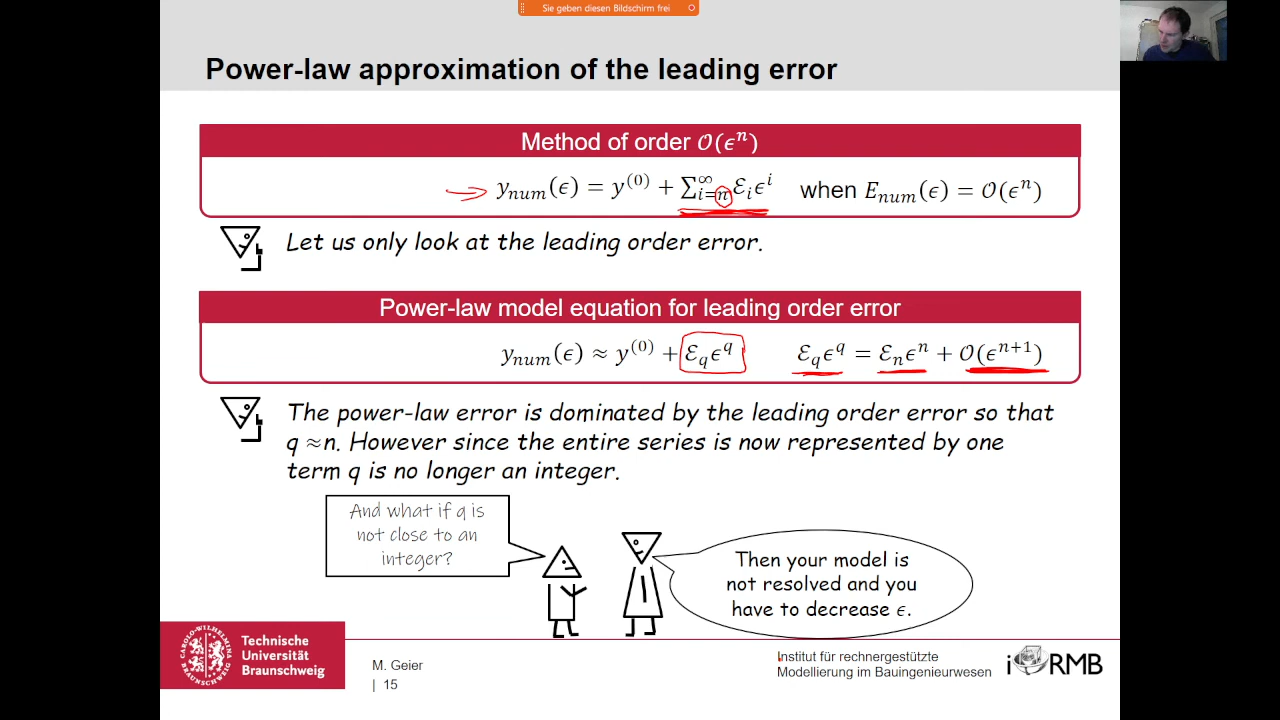 Sie geben diesen Bildschirm frei
Power-law approximation of the leading error
Method of order 𝒪(ϵⁿ)
y_num(ϵ) = y⁽⁰⁾ + ∑_{i=n}^{∞} ℰ_i ϵ^i when E_num(ϵ) = 𝒪(ϵⁿ)
Let us only look at the leading order error.
Power-law model equation for leading order error
y_num(ϵ) ≈ y⁽⁰⁾ + ℰ_q ϵ^q ℰ_q ϵ^q = ℰ_n ϵⁿ + 𝒪(ϵⁿ⁺¹)
The power-law error is dominated by the leading order error so that
q ≈n. However since the entire series is now represented by one
term q is no longer an integer.
And what if q is
not close to an
integer?
Then your model is
not resolved and you
have to decrease ϵ.
CAROLO-WILHELMINA
BRAUNSCHWEIG
Technische
Universität
Braunschweig
M. Geier
| 15
Institut für rechnergestützte
Modellierung im Bauingenieurwesen
iRMB